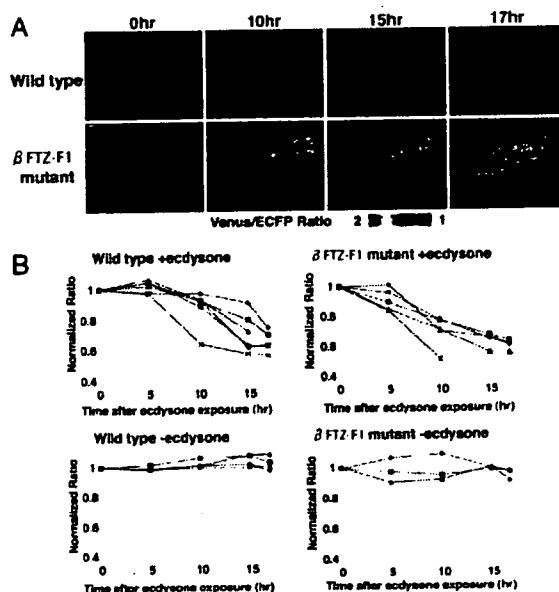 A
0hr 10hr 15hr 17hr
Wild type
β FTZ-F1 mutant
Venus/ECFP Ratio 2 1
B
Wild type +ecdysone
Normalized Ratio
1
0.8
0.6
0.4
0 5 10 15
Time after ecdysone exposure (hr)
β FTZ-F1 mutant +ecdysone
Normalized Ratio
1
0.8
0.6
0.4
0 5 10 15
Time after ecdysone exposure (hr)
Wild type -ecdysone
Normalized Ratio
1
0.8
0.6
0.4
0 5 10 15
Time after ecdysone exposure (hr)
β FTZ-F1 mutant -ecdysone
Normalized Ratio
1
0.8
0.6
0.4
0 5 10 15
Time after ecdysone exposure (hr)